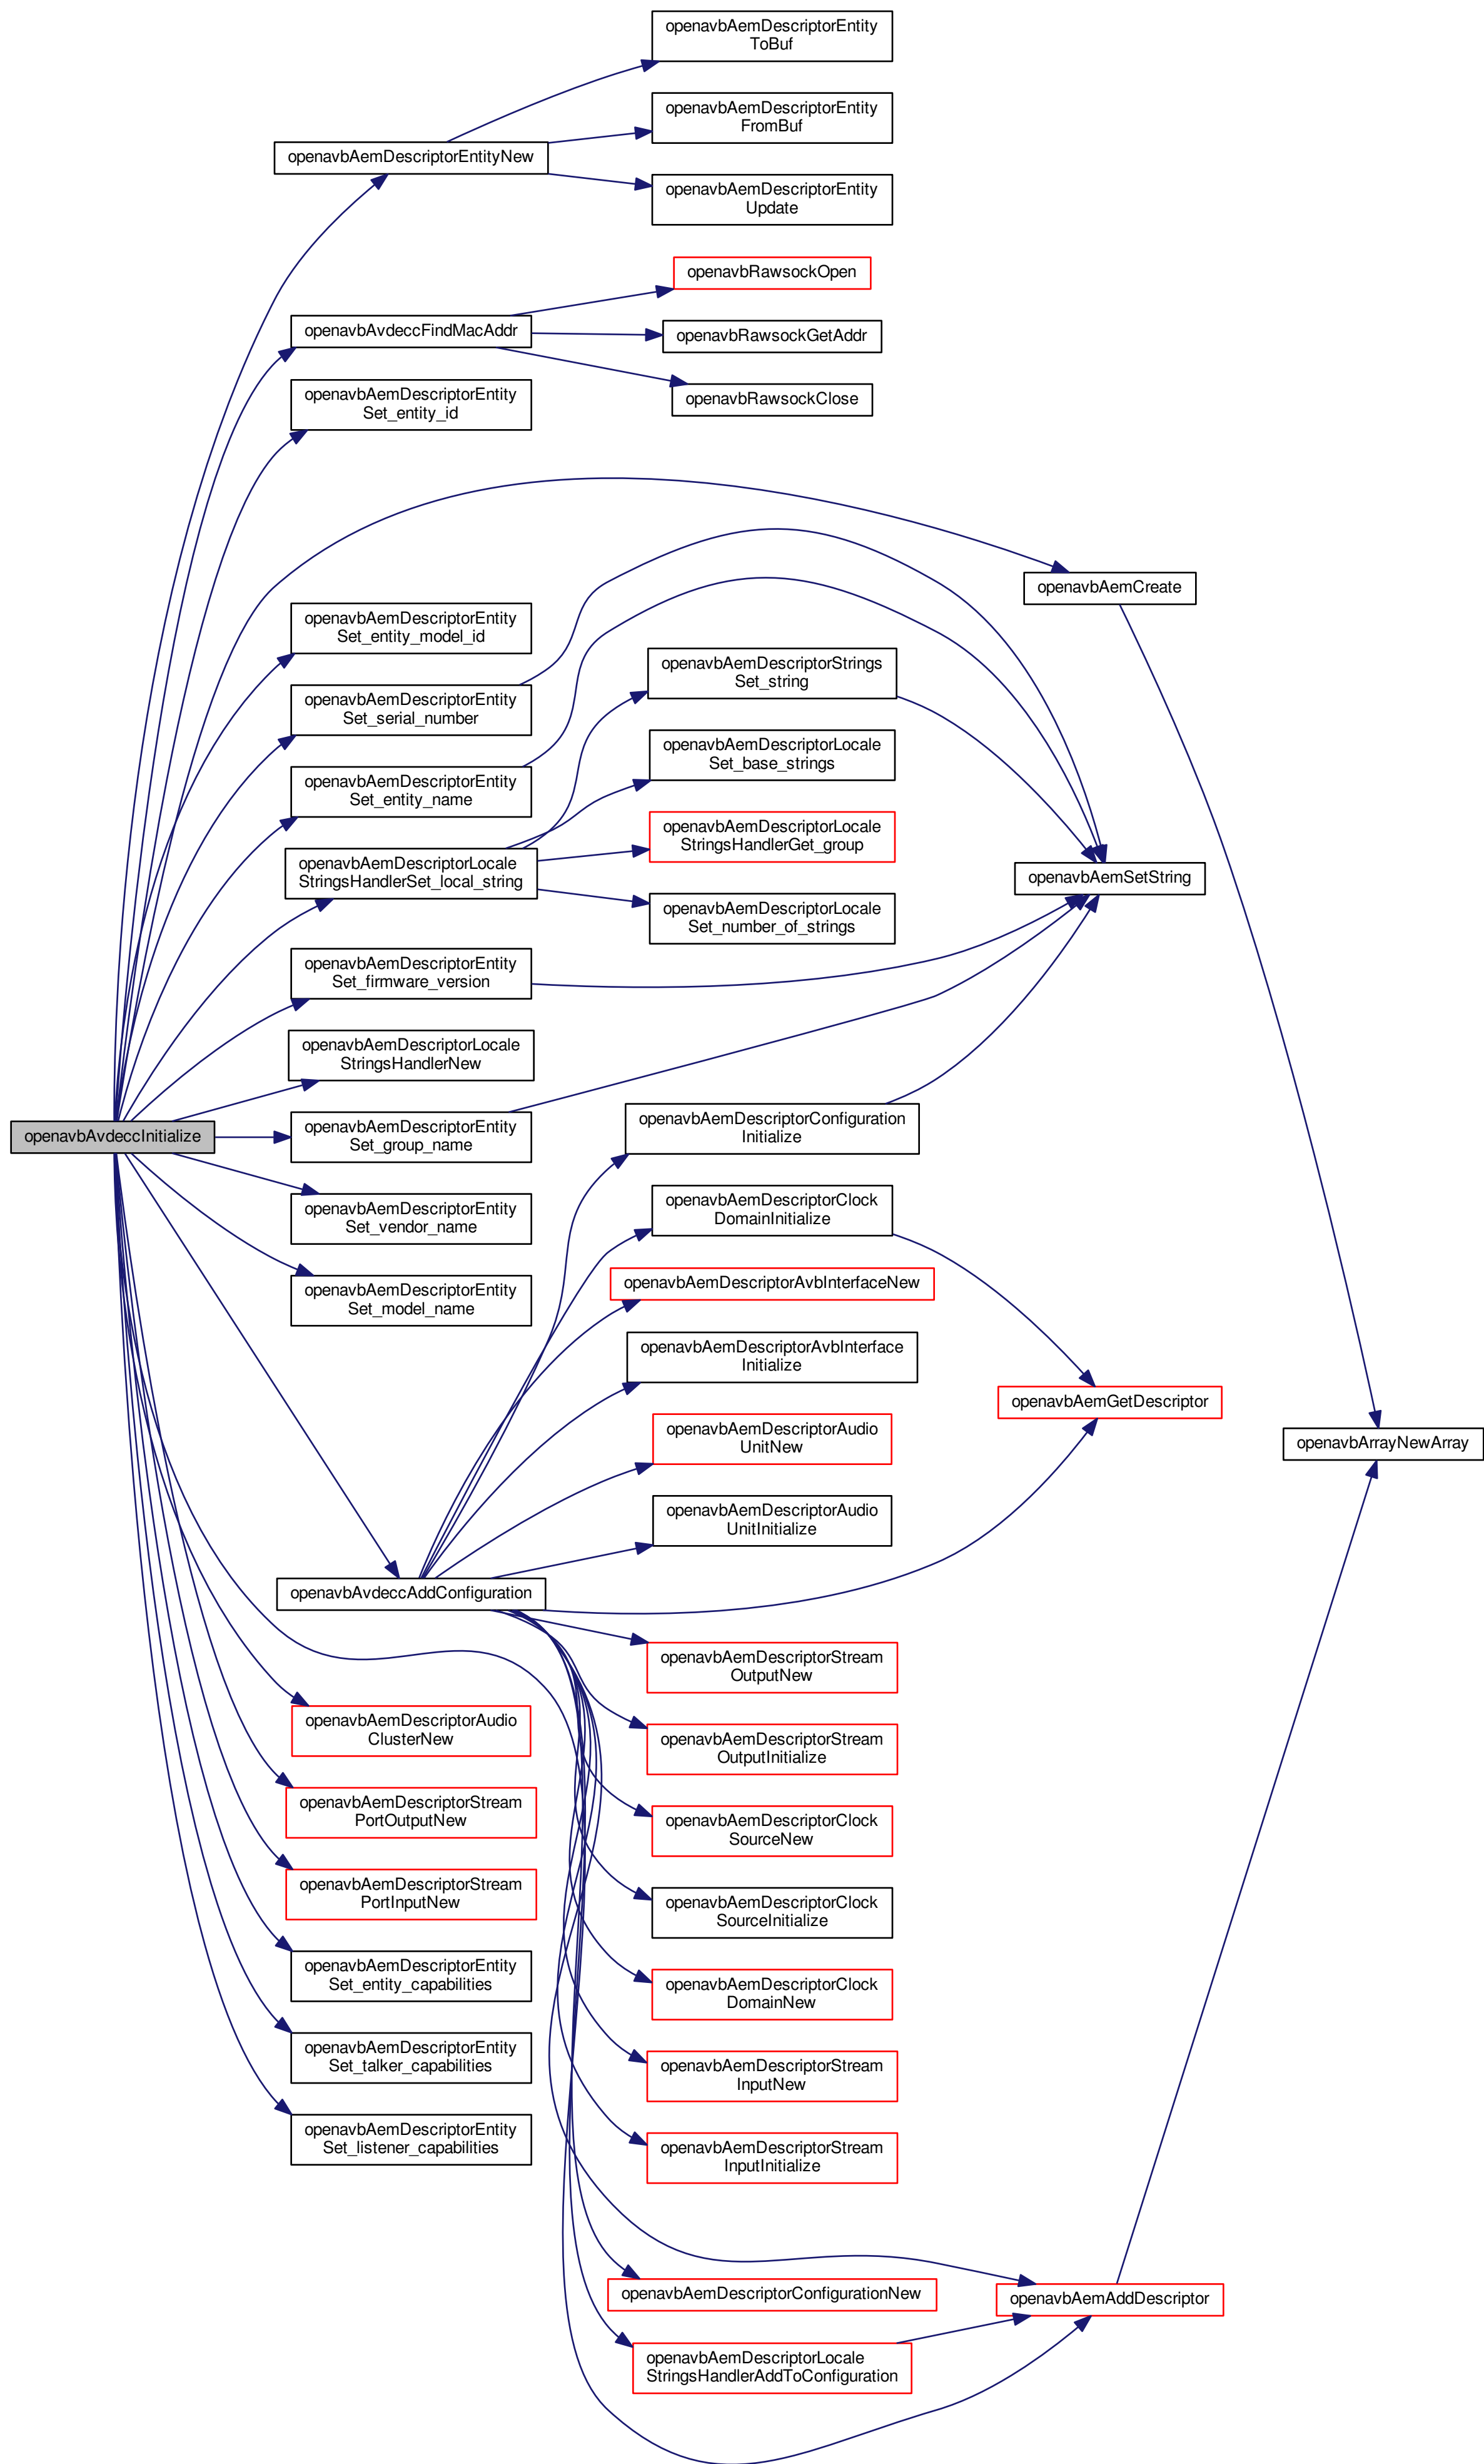 openavbAemDescriptorEntity
ToBuf
openavbAemDescriptorEntity
FromBuf
openavbAemDescriptorEntityNew
openavbAemDescriptorEntity
Update
openavbRawsockOpen
openavbAvdeccFindMacAddr
openavbRawsockGetAddr
openavbRawsockClose
openavbAemDescriptorEntity
Set_entity_id
openavbAemCreate
openavbAemDescriptorEntity
Set_entity_model_id
openavbAemDescriptorStrings
Set_string
openavbAemDescriptorEntity
Set_serial_number
openavbAemDescriptorLocale
Set_base_strings
openavbAemDescriptorEntity
Set_entity_name
openavbAemDescriptorLocale
StringsHandlerGet_group
openavbAemDescriptorLocale
StringsHandlerSet_local_string
openavbAemSetString
openavbAemDescriptorLocale
Set_number_of_strings
openavbAemDescriptorEntity
Set_firmware_version
openavbAemDescriptorLocale
StringsHandlerNew
openavbAvdeccInitialize
openavbAemDescriptorEntity
Set_group_name
openavbAemDescriptorConfiguration
Initialize
openavbAemDescriptorEntity
Set_vendor_name
openavbAemDescriptorClock
DomainInitialize
openavbAemDescriptorEntity
Set_model_name
openavbAemDescriptorAvbInterfaceNew
openavbAemDescriptorAvbInterface
Initialize
openavbAemGetDescriptor
openavbAemDescriptorAudio
UnitNew
openavbArrayNewArray
openavbAemDescriptorAudio
UnitInitialize
openavbAvdeccAddConfiguration
openavbAemDescriptorStream
OutputNew
openavbAemDescriptorAudio
ClusterNew
openavbAemDescriptorStream
OutputInitialize
openavbAemDescriptorStream
PortOutputNew
openavbAemDescriptorClock
SourceNew
openavbAemDescriptorStream
PortInputNew
openavbAemDescriptorClock
SourceInitialize
openavbAemDescriptorEntity
Set_entity_capabilities
openavbAemDescriptorClock
DomainNew
openavbAemDescriptorEntity
Set_talker_capabilities
openavbAemDescriptorStream
InputNew
openavbAemDescriptorEntity
Set_listener_capabilities
openavbAemDescriptorStream
InputInitialize
openavbAemDescriptorConfigurationNew
openavbAemAddDescriptor
openavbAemDescriptorLocale
StringsHandlerAddToConfiguration